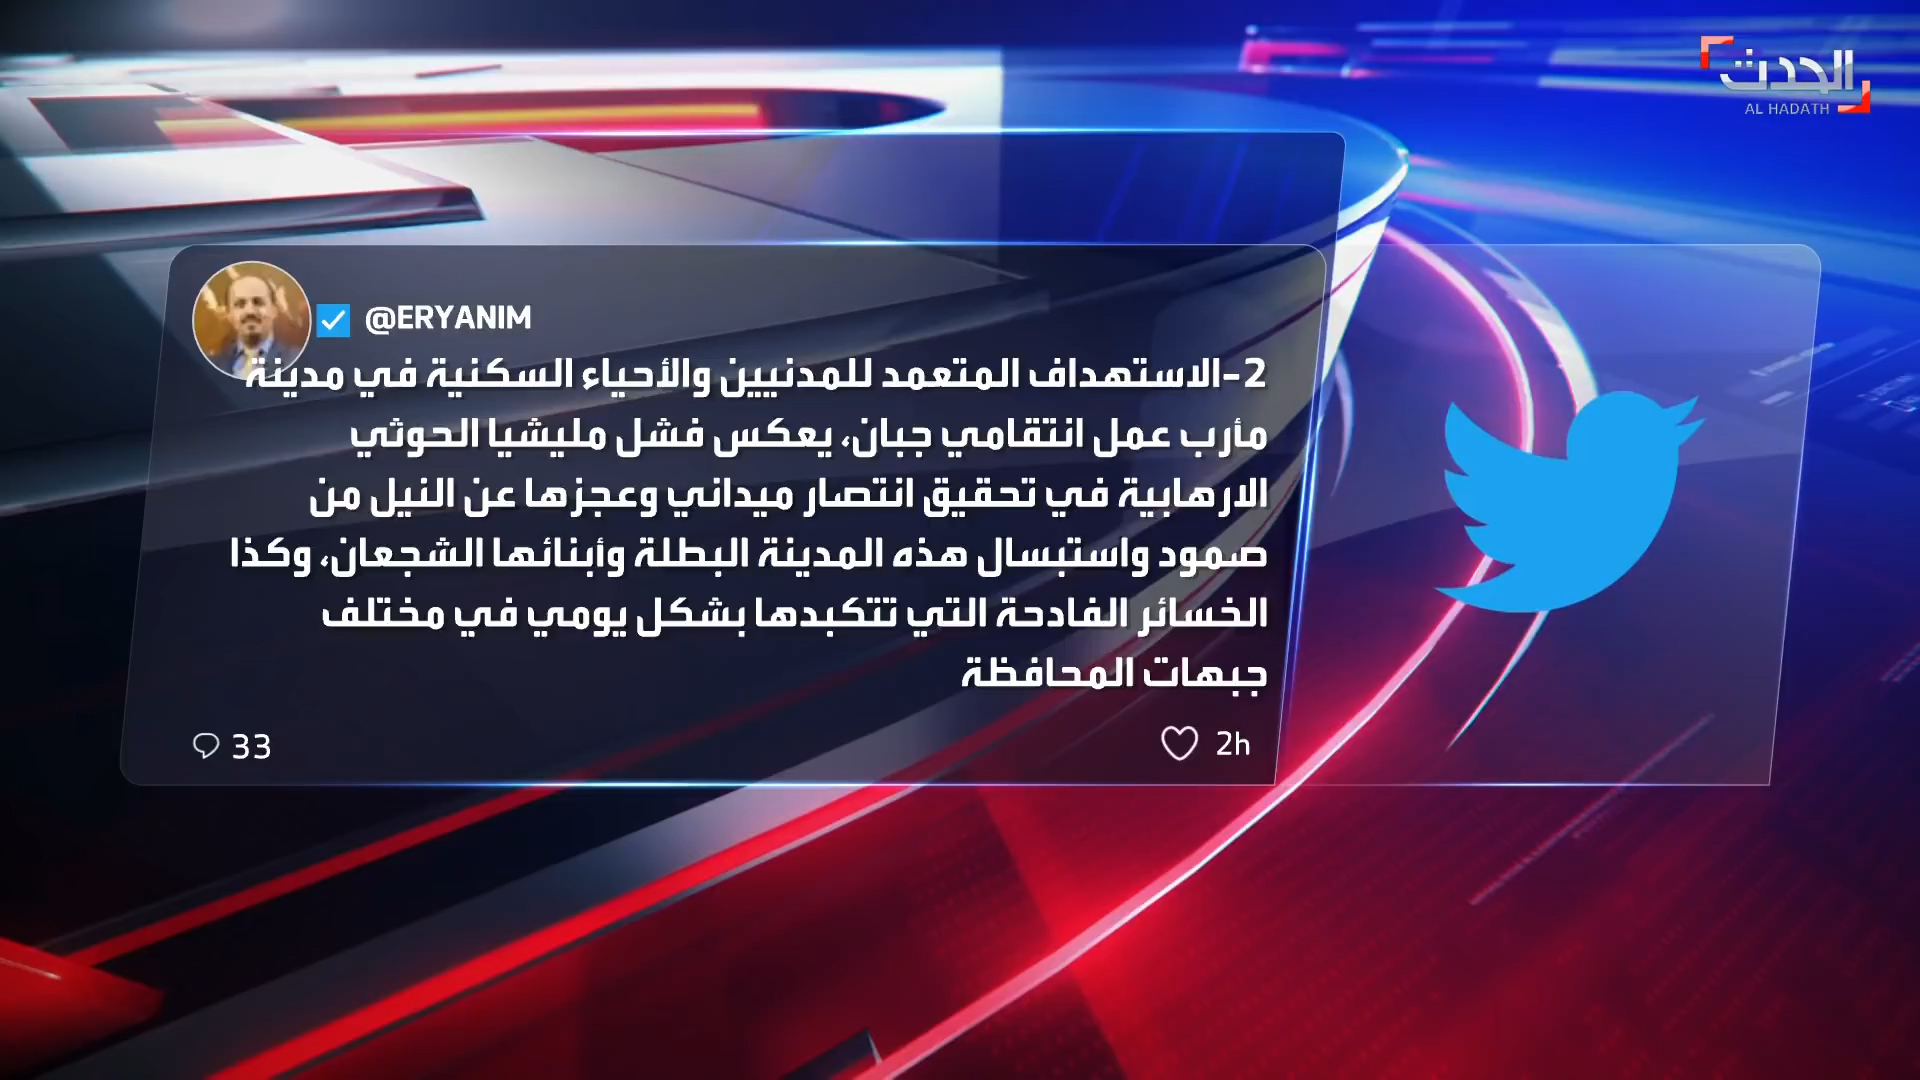 الحدث
AL HADATH
@ERYANIM
2-الاستهداف المتعمد للمدنيين والأحياء السكنية في مدينة
مأرب عمل انتقامي جبان، يعكس فشل مليشيا الحوثي
الارهابية في تحقيق انتصار ميداني وعجزها عن النيل من
صمود واستبسال هذه المدينة البطلة وأبنائها الشجعان، وكذا
الخسائر الفادحة التي تتكبدها بشكل يومي في مختلف
جبهات المحافظة
33
2h